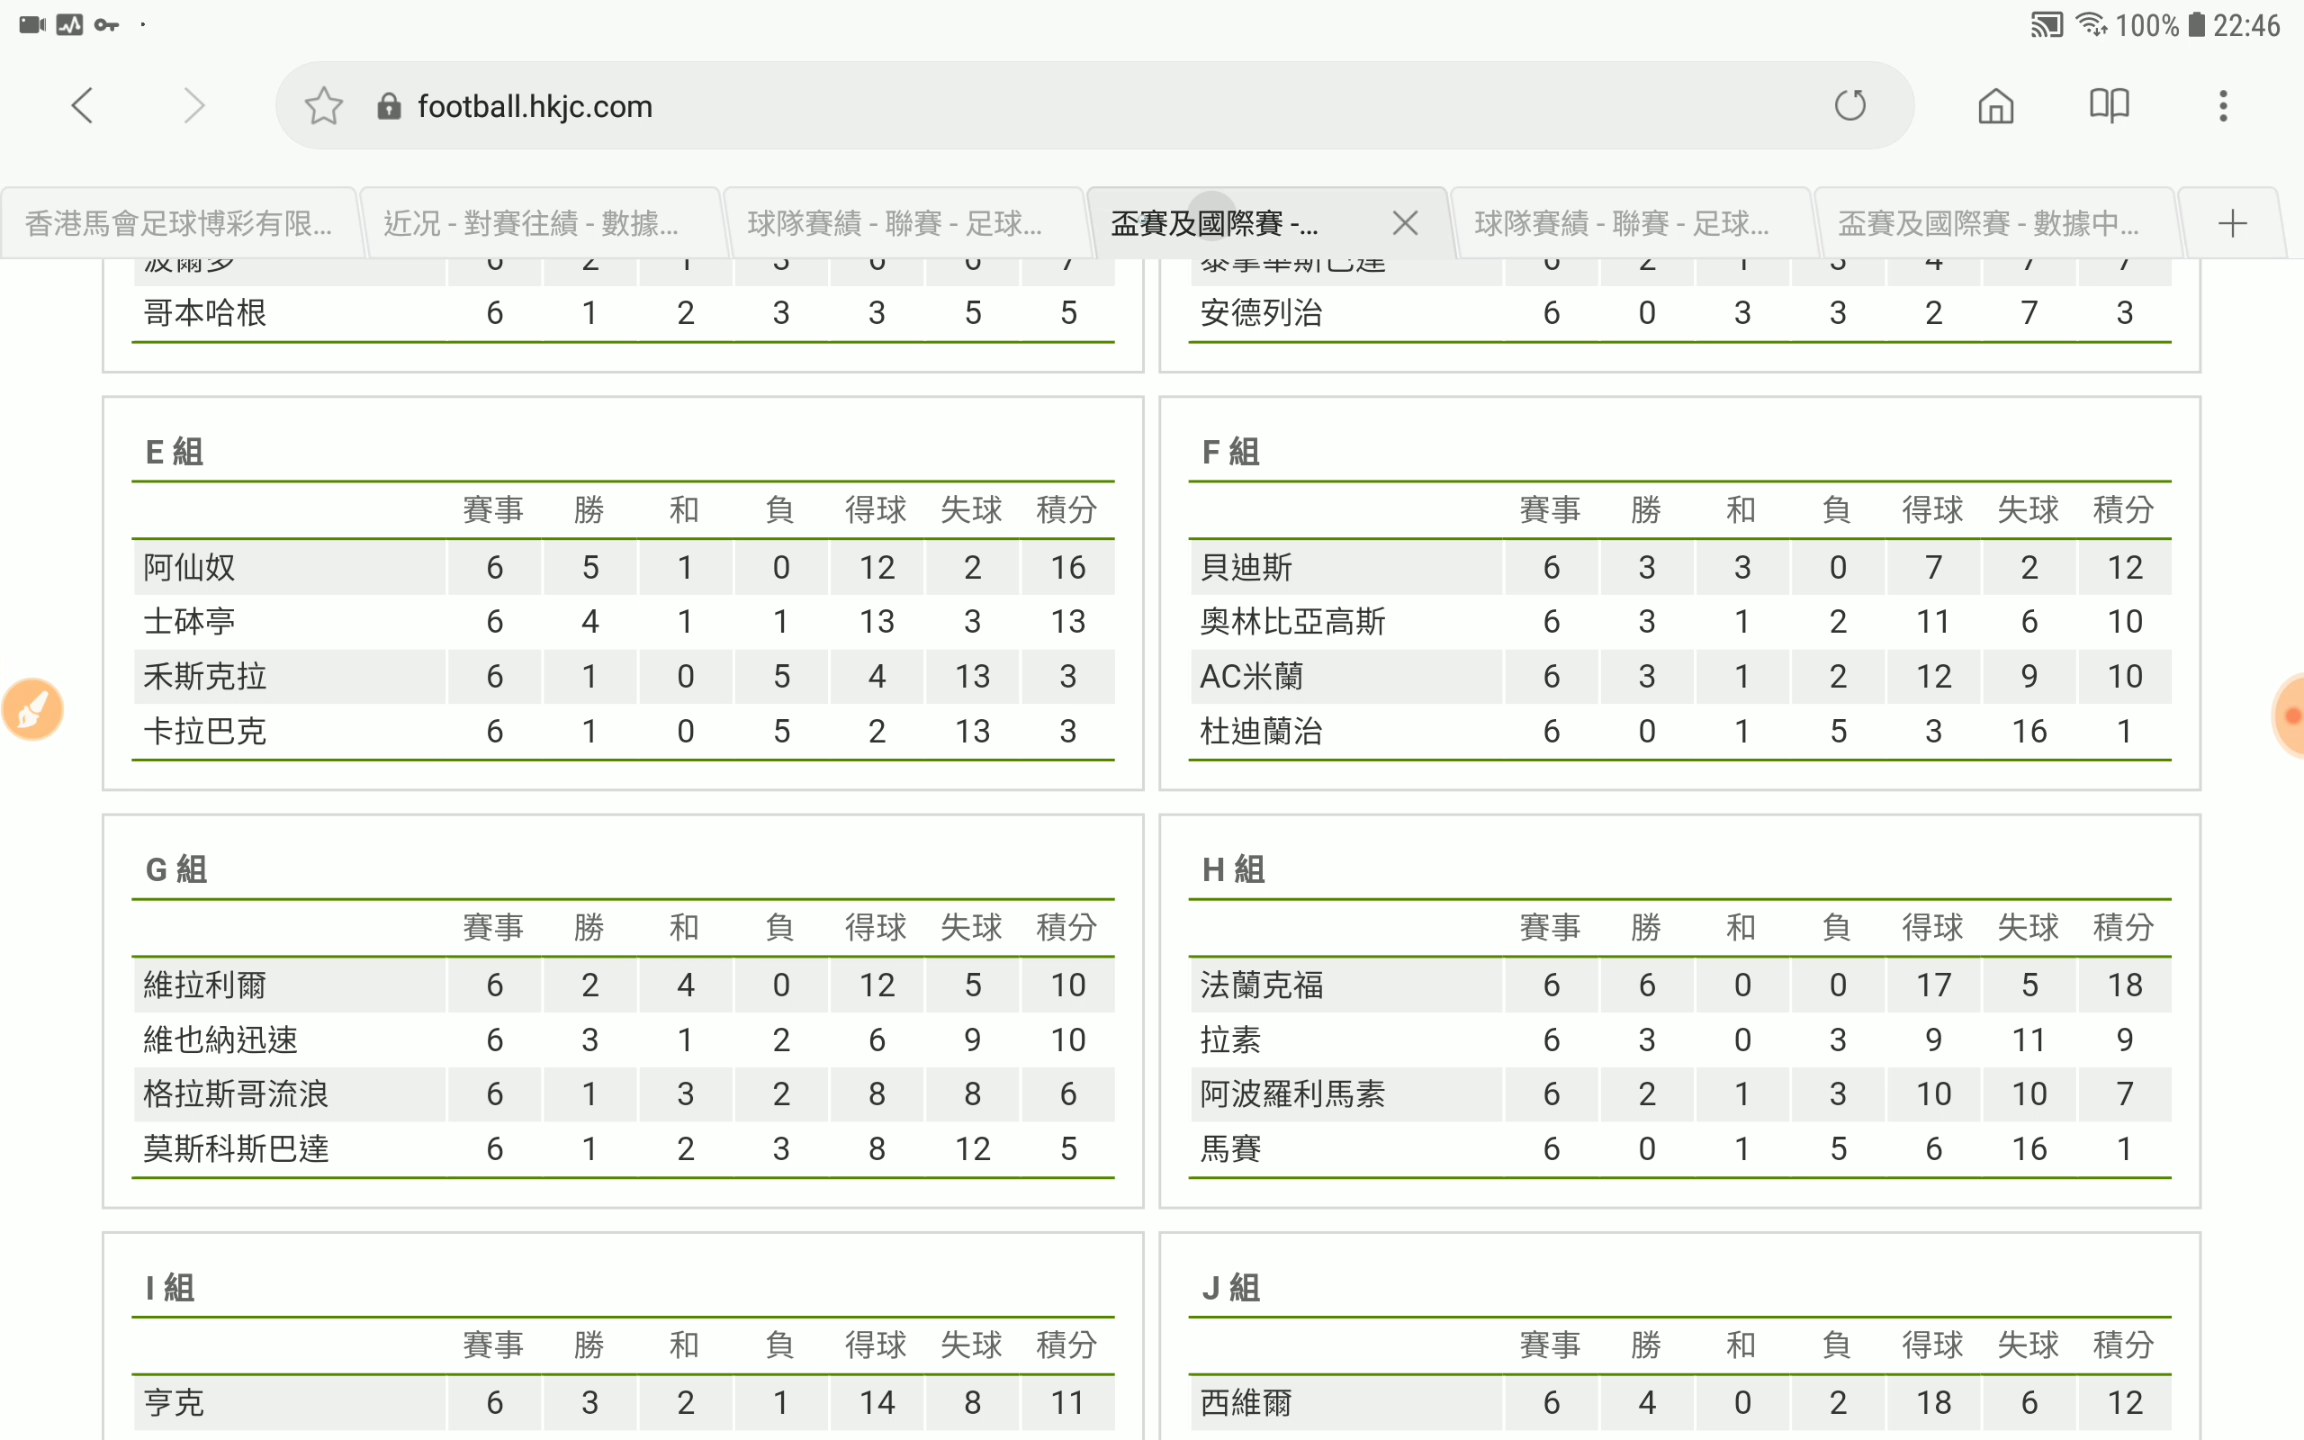 100% 22:46
football.hkjc.com
香港馬會足球博彩有限... 近況 - 對賽往績 - 數據... 球隊賽績 - 聯賽 - 足球... 盃賽及國際賽 -... 球隊賽績 - 聯賽 - 足球... 盃賽及國際賽 - 數據中...
波爾多 6 2 1 3 6 6 7
哥本哈根 6 1 2 3 3 5 5
泰拿華斯巴達 6 2 1 3 4 7 7
安德列治 6 0 3 3 2 7 3
E 組
賽事 勝 和 負 得球 失球 積分
阿仙奴 6 5 1 0 12 2 16
士砵亭 6 4 1 1 13 3 13
禾斯克拉 6 1 0 5 4 13 3
卡拉巴克 6 1 0 5 2 13 3
F 組
賽事 勝 和 負 得球 失球 積分
貝迪斯 6 3 3 0 7 2 12
奧林比亞高斯 6 3 1 2 11 6 10
AC米蘭 6 3 1 2 12 9 10
杜迪蘭治 6 0 1 5 3 16 1
G 組
賽事 勝 和 負 得球 失球 積分
維拉利爾 6 2 4 0 12 5 10
維也納迅速 6 3 1 2 6 9 10
格拉斯哥流浪 6 1 3 2 8 8 6
莫斯科斯巴達 6 1 2 3 8 12 5
H 組
賽事 勝 和 負 得球 失球 積分
法蘭克福 6 6 0 0 17 5 18
拉素 6 3 0 3 9 11 9
阿波羅利馬素 6 2 1 3 10 10 7
馬賽 6 0 1 5 6 16 1
I 組
賽事 勝 和 負 得球 失球 積分
亨克 6 3 2 1 14 8 11
J 組
賽事 勝 和 負 得球 失球 積分
西維爾 6 4 0 2 18 6 12